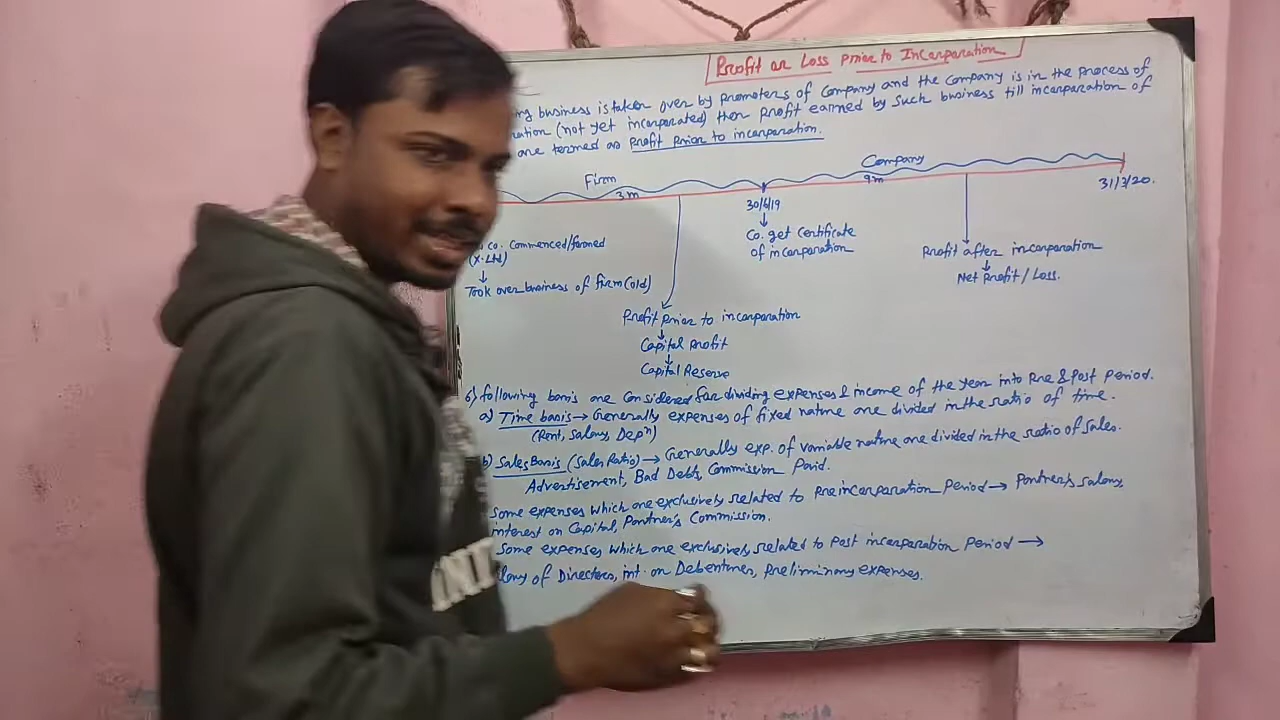 Profit or Loss Prior to Incorporation
business is taken over by promoters of Company and the Company is in the process of
(not yet incorporated) then profit earned by such business till incorporation of
are termed as Profit Prior to incorporation.
Firm
Company
3m
9m
30/6/19
31/3/20.
co. Commenced/formed
(X. Ltd)
Took over business of firm (old)
Co. get certificate
of incorporation
Profit after incorporation
Net Profit / Loss.
Profit prior to incorporation
Capital Profit
Capital Reserve
6) following basis are Considered for dividing expenses & income of the year into Pre & Post Period.
a) Time basis → Generally expenses of fixed nature are divided in the ratio of time.
(Rent, Salary, Depⁿ)
b) Sales Basis (Sales Ratio) → Generally exp. of variable nature are divided in the ratio of Sales.
Advertisement, Bad Debts, Commission Paid.
Some expenses which are exclusively related to Pre incorporation Period → Partner's salary,
interest on Capital, Partner's Commission.
Some expenses which are exclusively related to Post incorporation Period →
of Directors, int. on Debentures, preliminary expenses.